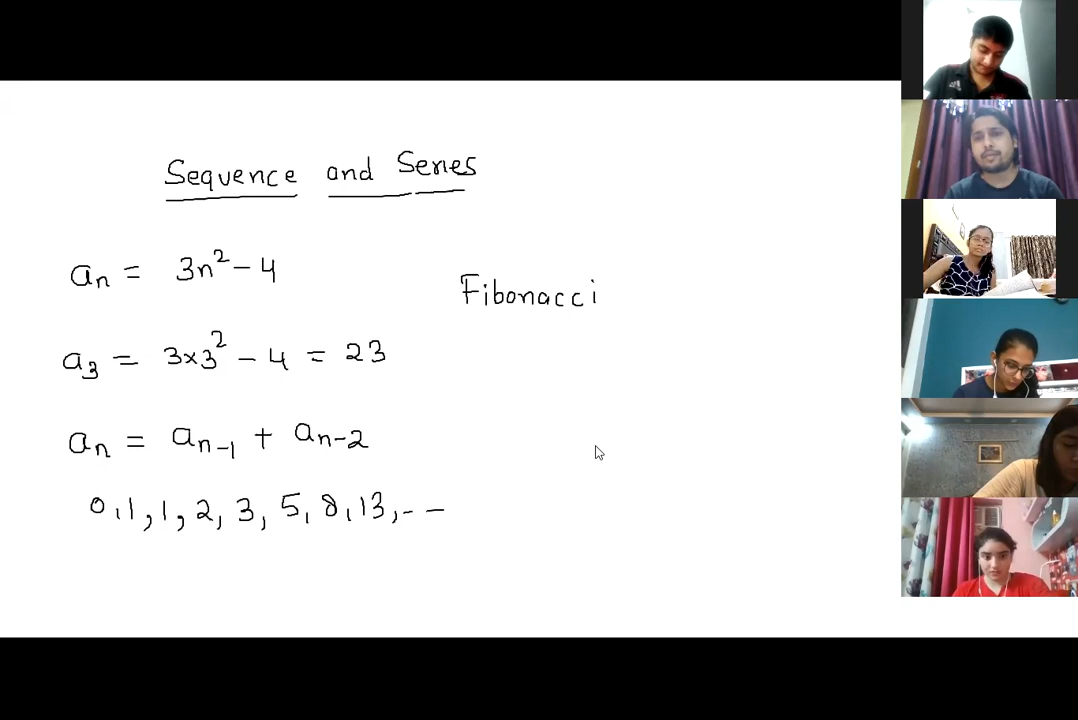 Sequence and Series
aₙ = 3n² - 4
Fibonacci
a₃ = 3×3² - 4 = 23
aₙ = aₙ₋₁ + aₙ₋₂
0,1,1,2,3,5,8,13,--